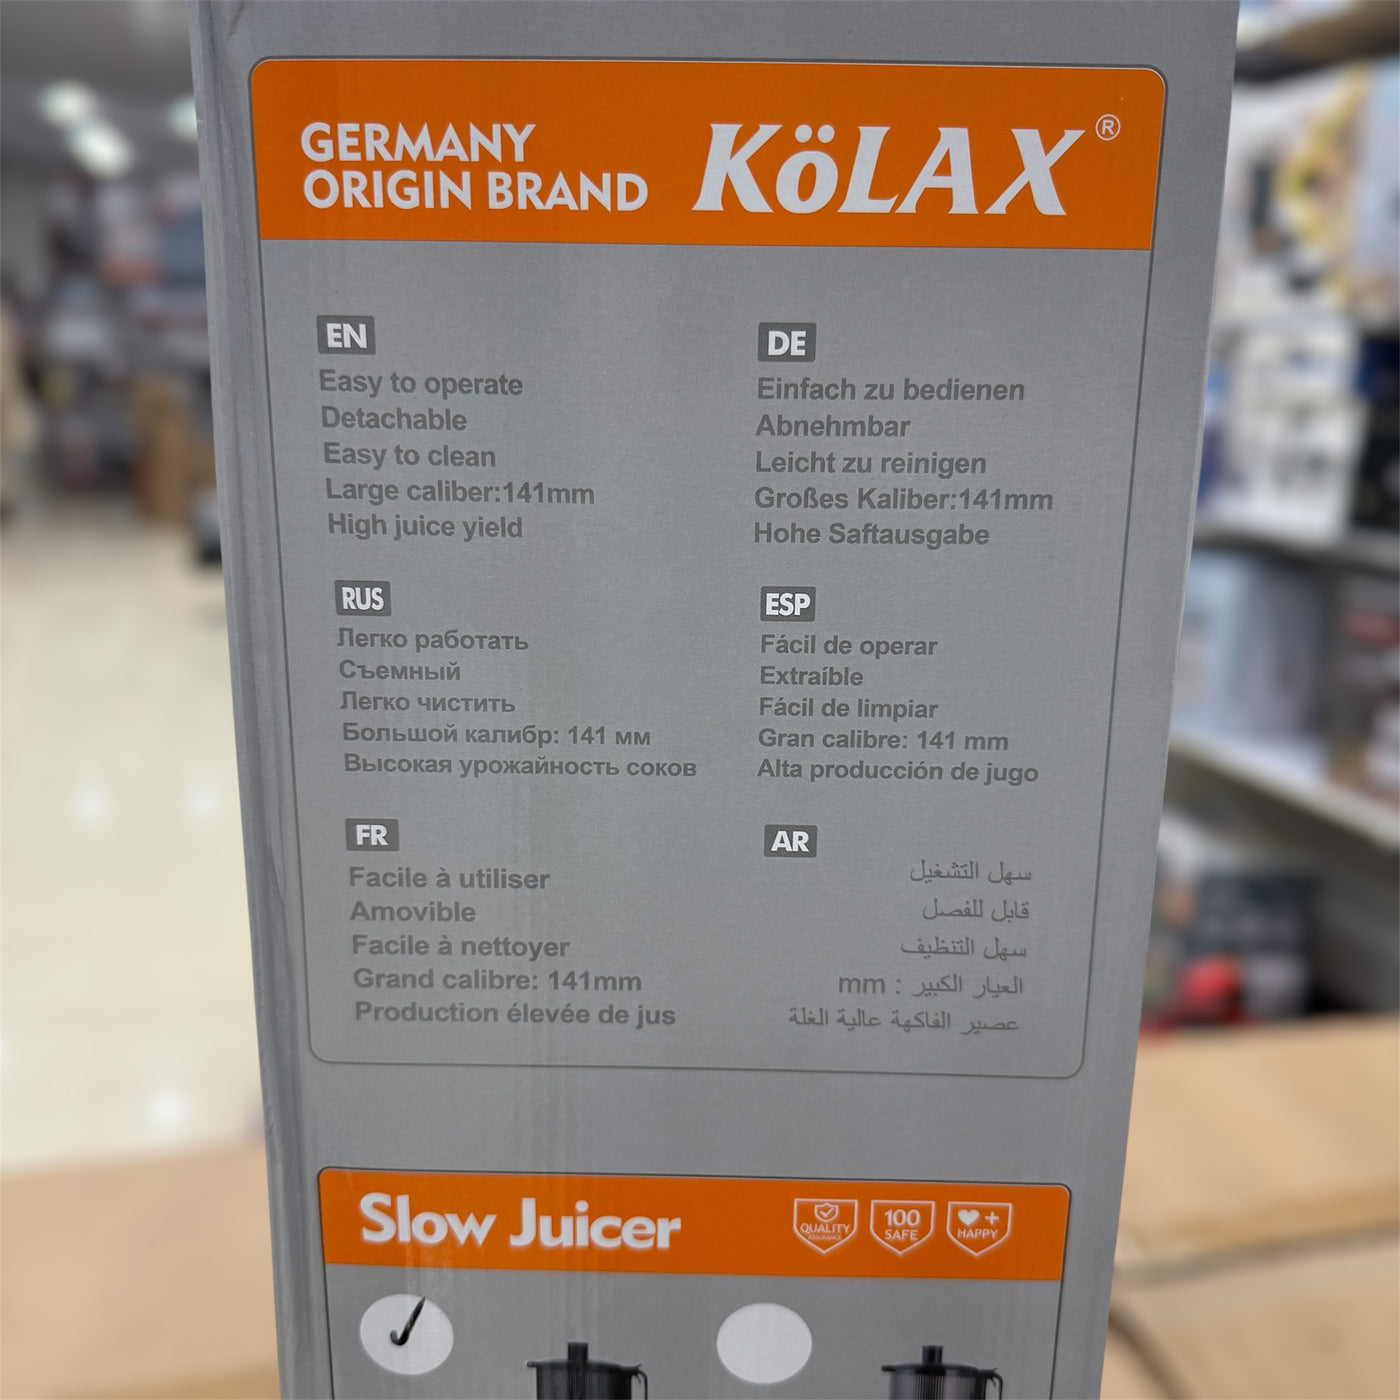 GERMANY
ORIGIN BRAND
KöLAX®
EN
Easy to operate
Detachable
Easy to clean
Large caliber:141mm
High juice yield
DE
Einfach zu bedienen
Abnehmbar
Leicht zu reinigen
Großes Kaliber:141mm
Hohe Saftausgabe
RUS
Легко работать
Съемный
Легко чистить
Большой калибр: 141 мм
Высокая урожайность соков
ESP
Fácil de operar
Extraíble
Fácil de limpiar
Gran calibre: 141 mm
Alta producción de jugo
FR
Facile à utiliser
Amovible
Facile à nettoyer
Grand calibre: 141mm
Production élevée de jus
AR
سهل التشغيل
قابل للفصل
سهل التنظيف
العيار الكبير : mm
عصير الفاكهة عالية الغلة
Slow Juicer
QUALITY
ASSURANCE
100
SAFE
+
HAPPY